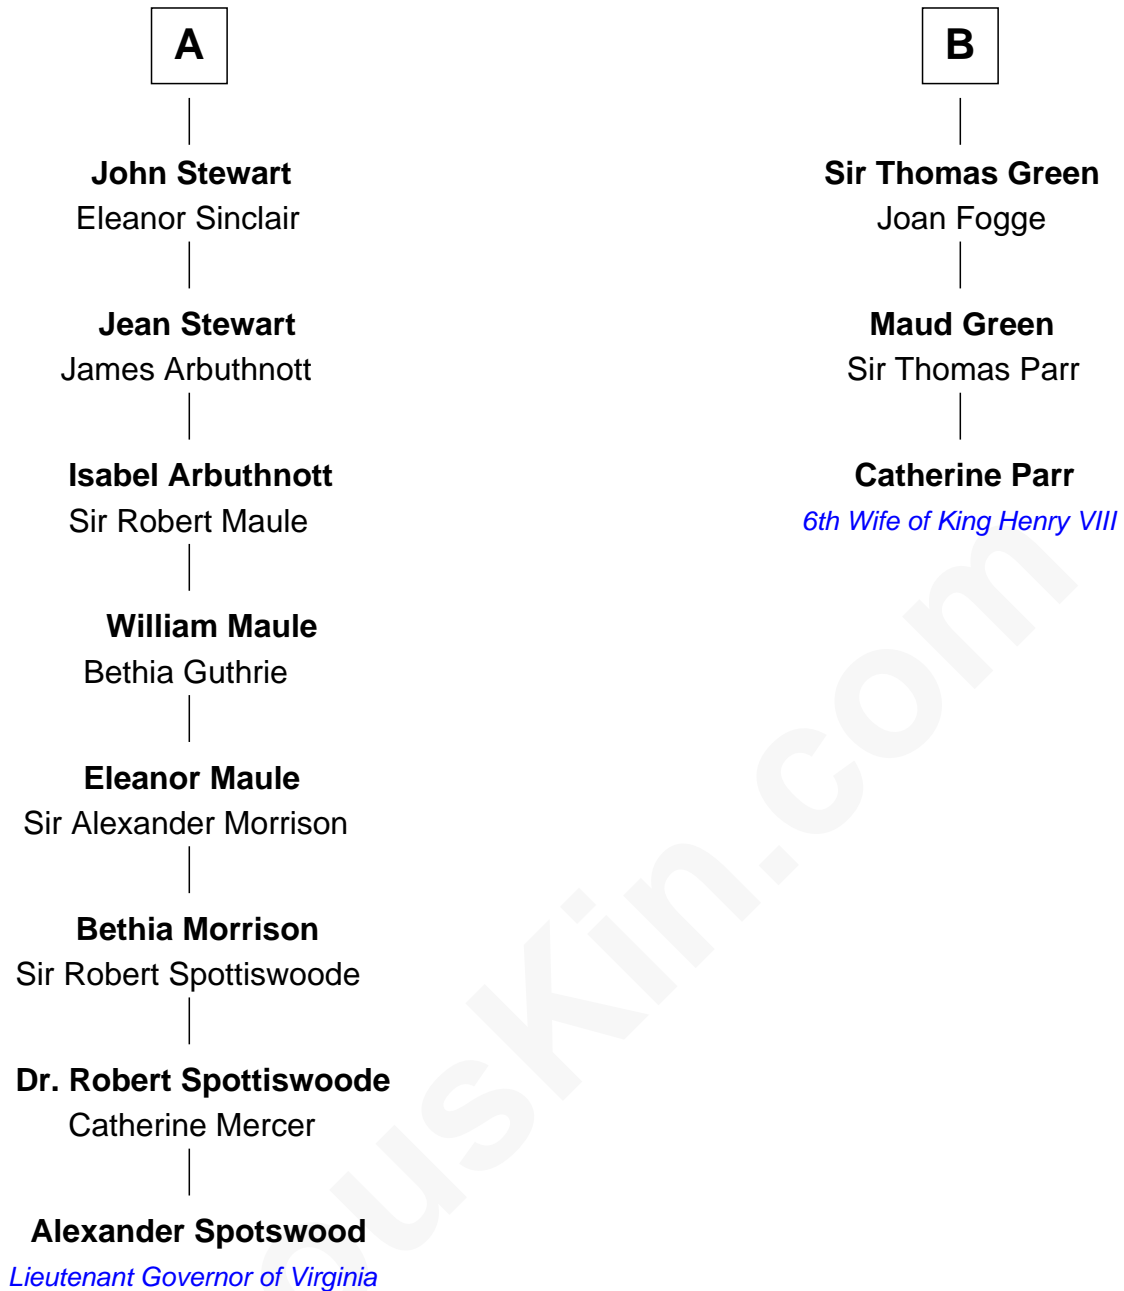 A
John Stewart
Eleanor Sinclair
Jean Stewart
James Arbuthnott
Isabel Arbuthnott
Sir Robert Maule
William Maule
Bethia Guthrie
Eleanor Maule
Sir Alexander Morrison
Bethia Morrison
Sir Robert Spottiswoode
Dr. Robert Spottiswoode
Catherine Mercer
Alexander Spotswood
Lieutenant Governor of Virginia
B
Sir Thomas Green
Joan Fogge
Maud Green
Sir Thomas Parr
Catherine Parr
6th Wife of King Henry VIII